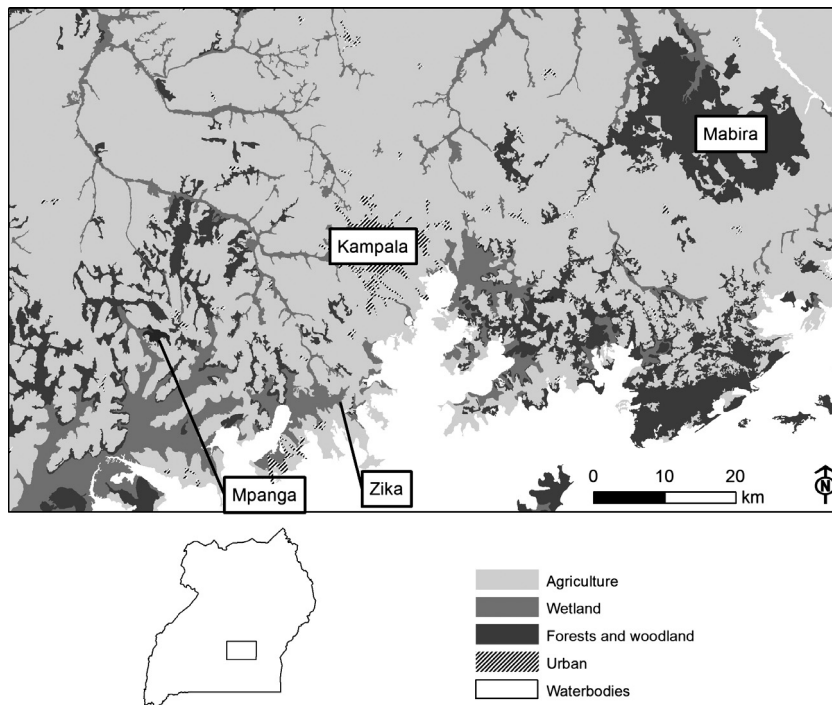 Mabira
Kampala
Mpanga
Zika
0 10 20
km
N
Agriculture
Wetland
Forests and woodland
Urban
Waterbodies